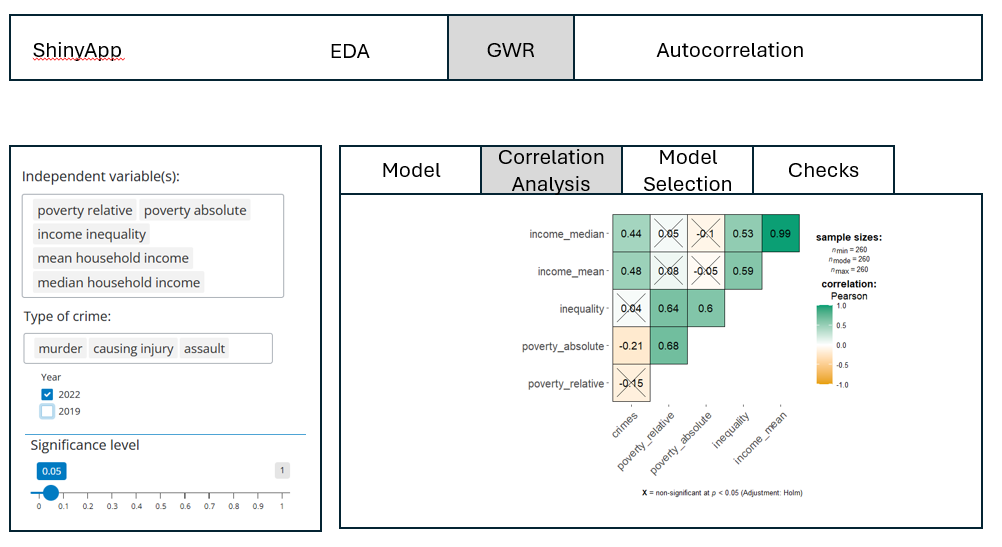 ShinyApp EDA GWR Autocorrelation
Independent variable(s):
poverty relative poverty absolute
income inequality
mean household income
median household income
Type of crime:
murder causing injury assault
Year
2022
2019
Significance level
0.05 1
0 0.1 0.2 0.3 0.4 0.5 0.6 0.7 0.8 0.9 1
Model
Correlation
Analysis
Model
Selection
Checks
income_median 0.44 0.05 -0.1 0.53 0.99
income_mean 0.48 0.08 -0.05 0.59
inequality 0.04 0.64 0.6
poverty_absolute -0.21 0.68
poverty_relative -0.15
crimes
poverty_relative
poverty_absolute
inequality
income_mean
sample sizes:
nmin = 260
nmode = 260
nmax = 260
correlation:
Pearson
1.0
0.5
0.0
-0.5
-1.0
X = non-significant at p < 0.05 (Adjustment: Holm)